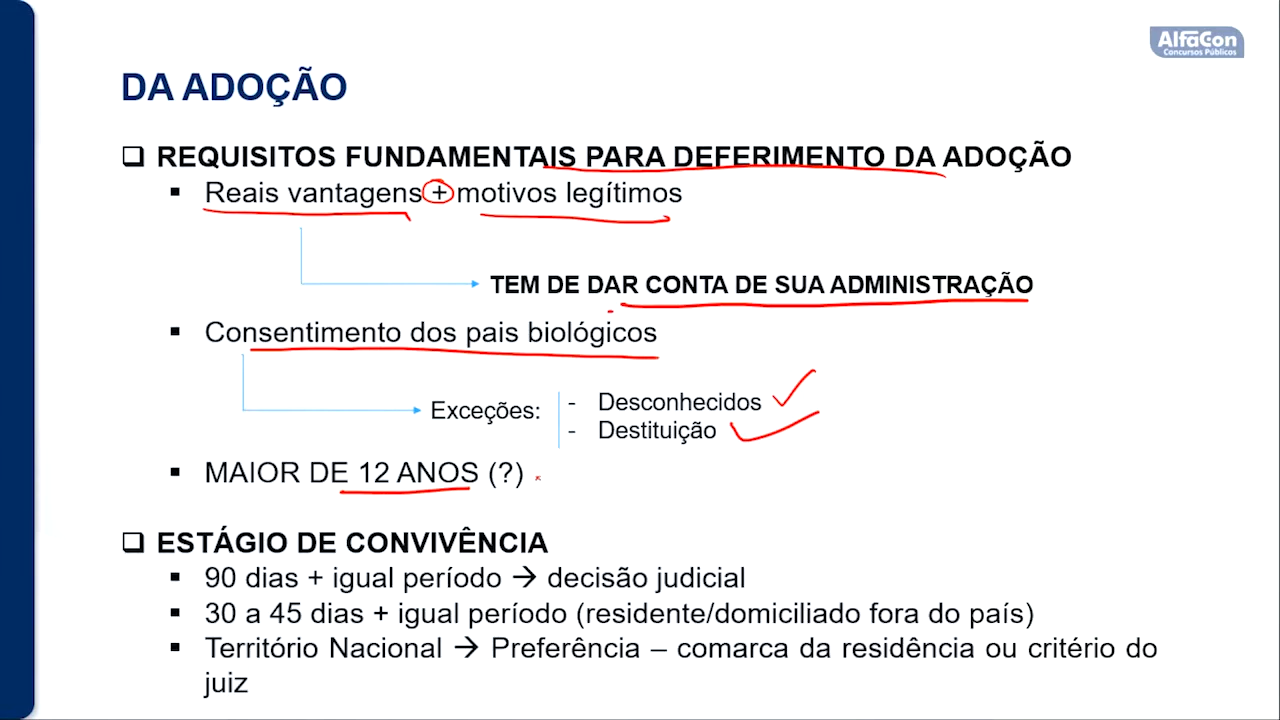 AlfaCon
Concursos Públicos
DA ADOÇÃO
REQUISITOS FUNDAMENTAIS PARA DEFERIMENTO DA ADOÇÃO
Reais vantagens + motivos legítimos
TEM DE DAR CONTA DE SUA ADMINISTRAÇÃO
Consentimento dos pais biológicos
Exceções:
- Desconhecidos
- Destituição
MAIOR DE 12 ANOS (?)
ESTÁGIO DE CONVIVÊNCIA
90 dias + igual período → decisão judicial
30 a 45 dias + igual período (residente/domiciliado fora do país)
Território Nacional → Preferência – comarca da residência ou critério do
juiz